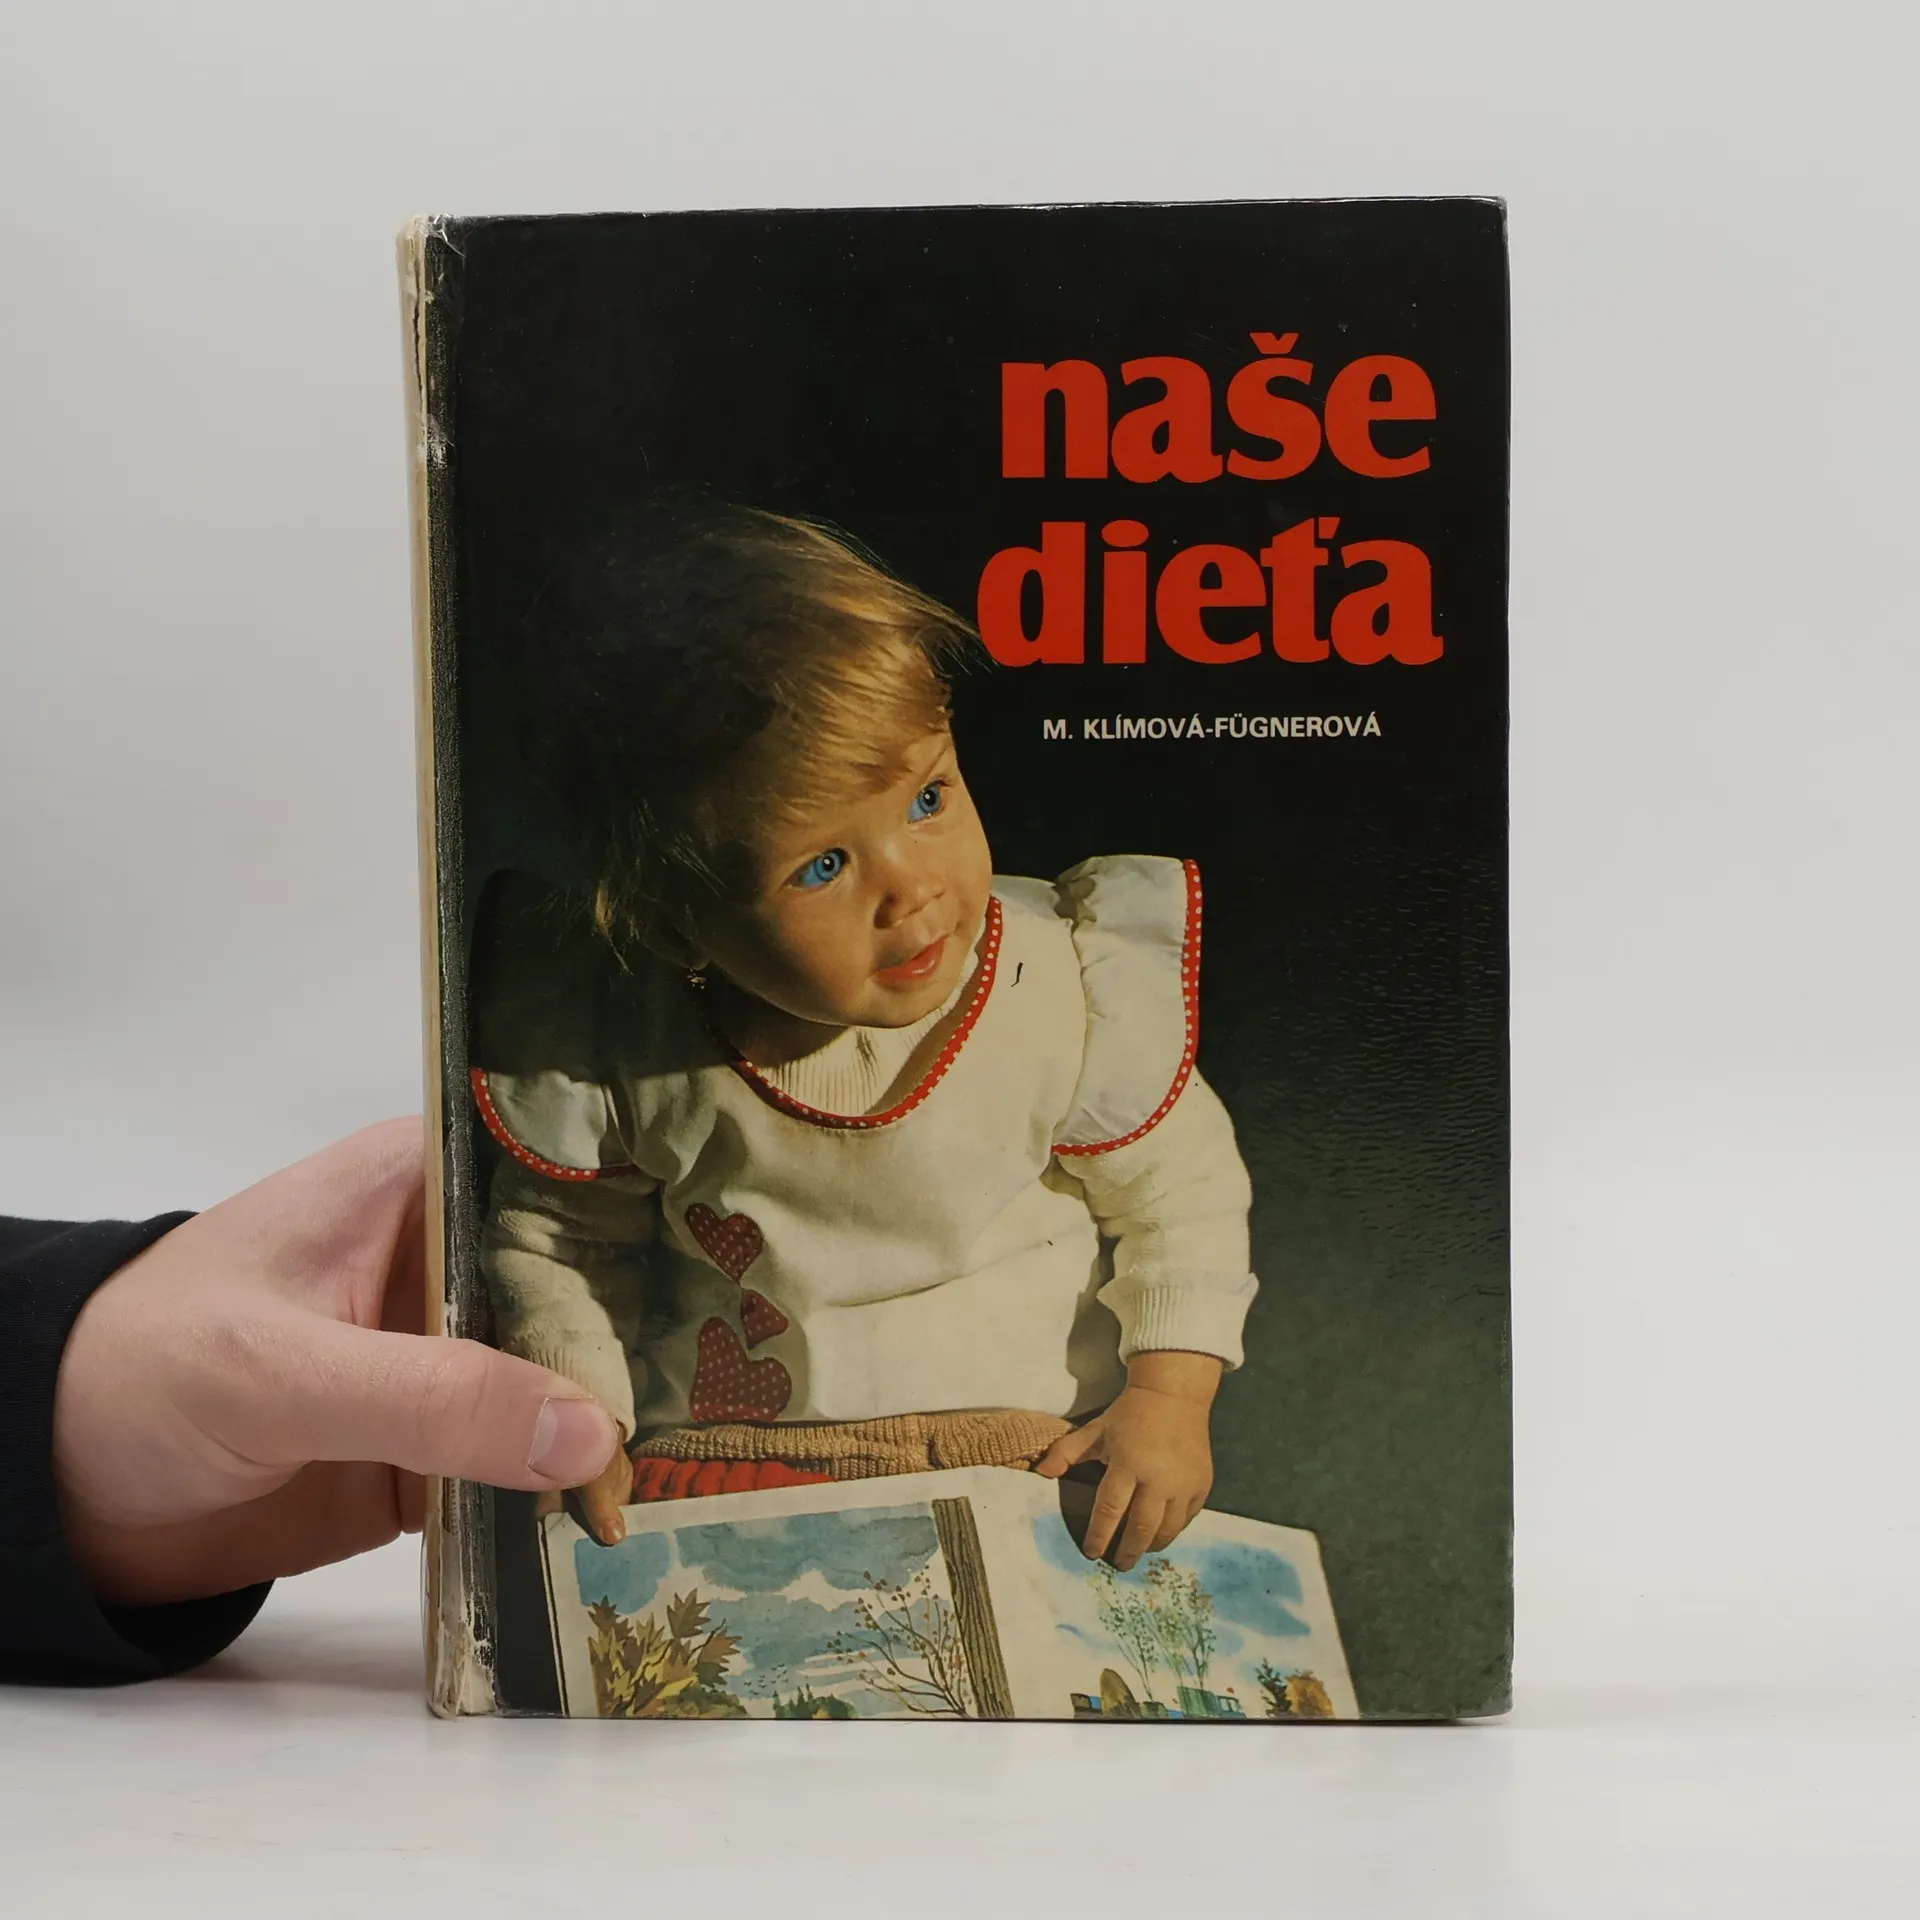 naše
dieťa
M. KLÍMOVÁ-FÜGNEROVÁ